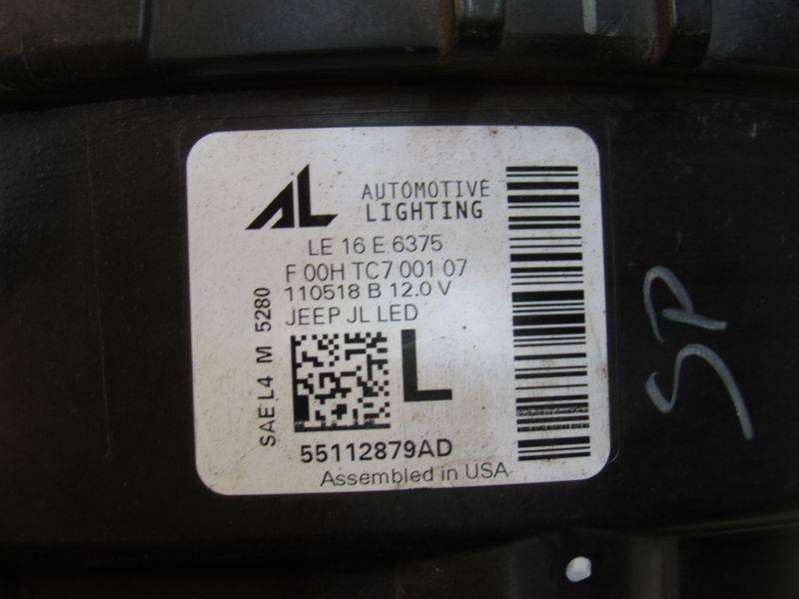 AL AUTOMOTIVE
LIGHTING
LE 16 E 6375
F 00H TC7 001 07
110518 B 12.0 V
JEEP JL LED
SAE L4 M 5280
L
55112879AD
Assembled in USA
SP